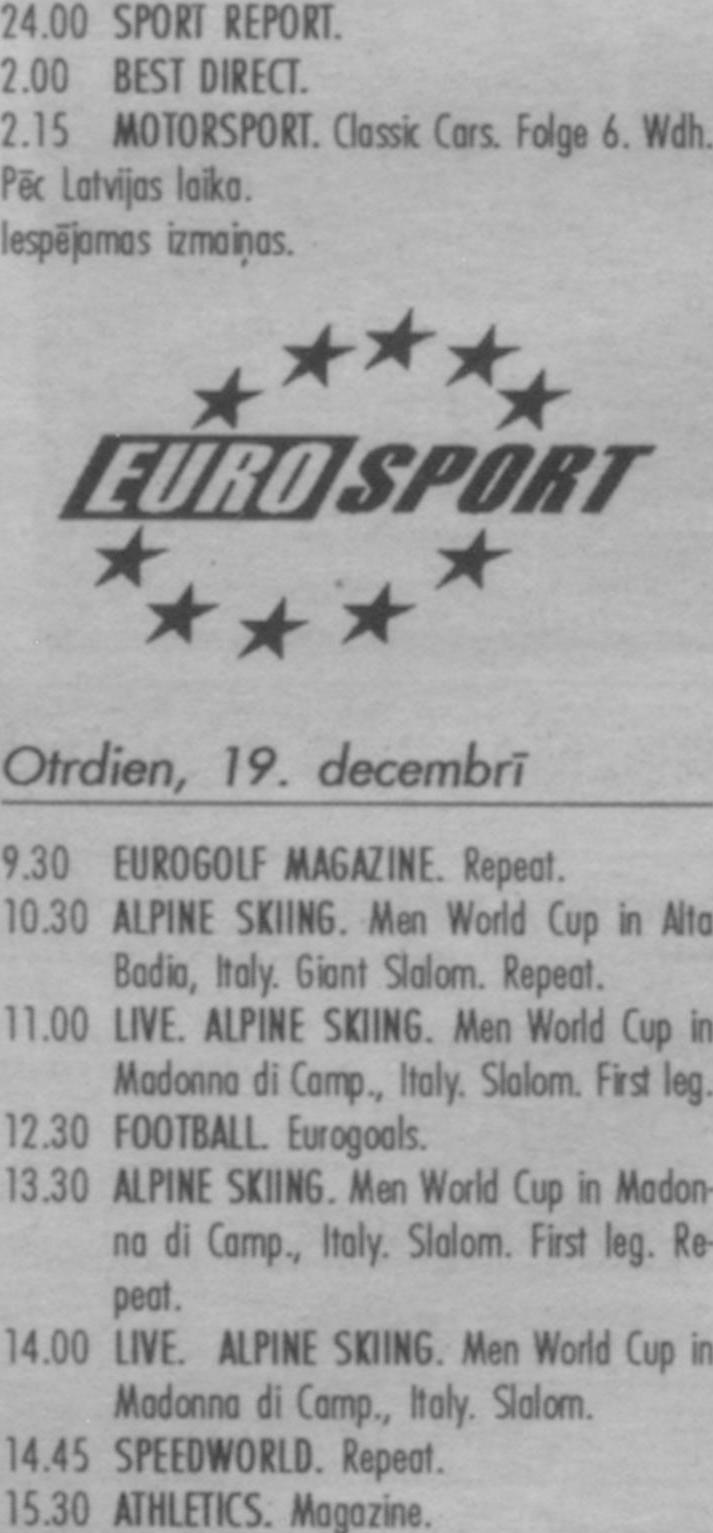 24.00 SPORT REPORT.
2.00 BEST DIRECT.
2.15 MOTORSPORT. Classic Cars. Folge 6. Wdh.
Pēc Latvijas laika.
Iespējamas izmaiņas.
EUROSPORT
Otrdien, 19. decembrī
9.30 EUROGOLF MAGAZINE. Repeat.
10.30 ALPINE SKIING. Men World Cup in Alta
Badia, Italy. Giant Slalom. Repeat.
11.00 LIVE. ALPINE SKIING. Men World Cup in
Madonna di Camp., Italy. Slalom. First leg.
12.30 FOOTBALL. Eurogoals.
13.30 ALPINE SKIING. Men World Cup in Madon-
na di Camp., Italy. Slalom. First leg. Re-
peat.
14.00 LIVE. ALPINE SKIING. Men World Cup in
Madonna di Camp., Italy. Slalom.
14.45 SPEEDWORLD. Repeat.
15.30 ATHLETICS. Magazine.